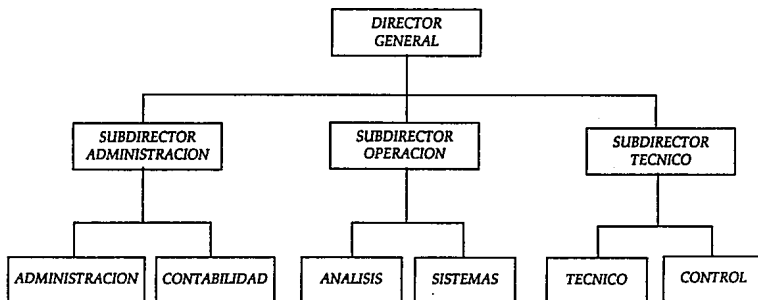 DIRECTOR
GENERAL
SUBDIRECTOR
ADMINISTRACION
SUBDIRECTOR
OPERACION
SUBDIRECTOR
TECNICO
ADMINISTRACION
CONTABILIDAD
ANALISIS
SISTEMAS
TECNICO
CONTROL